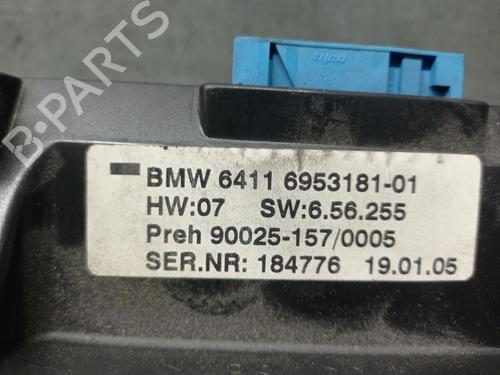 B-PARTS
BMW 6411 6953181-01
HW:07 SW:6.56.255
Preh 90025-157/0005
SER.NR: 184776 19.01.05